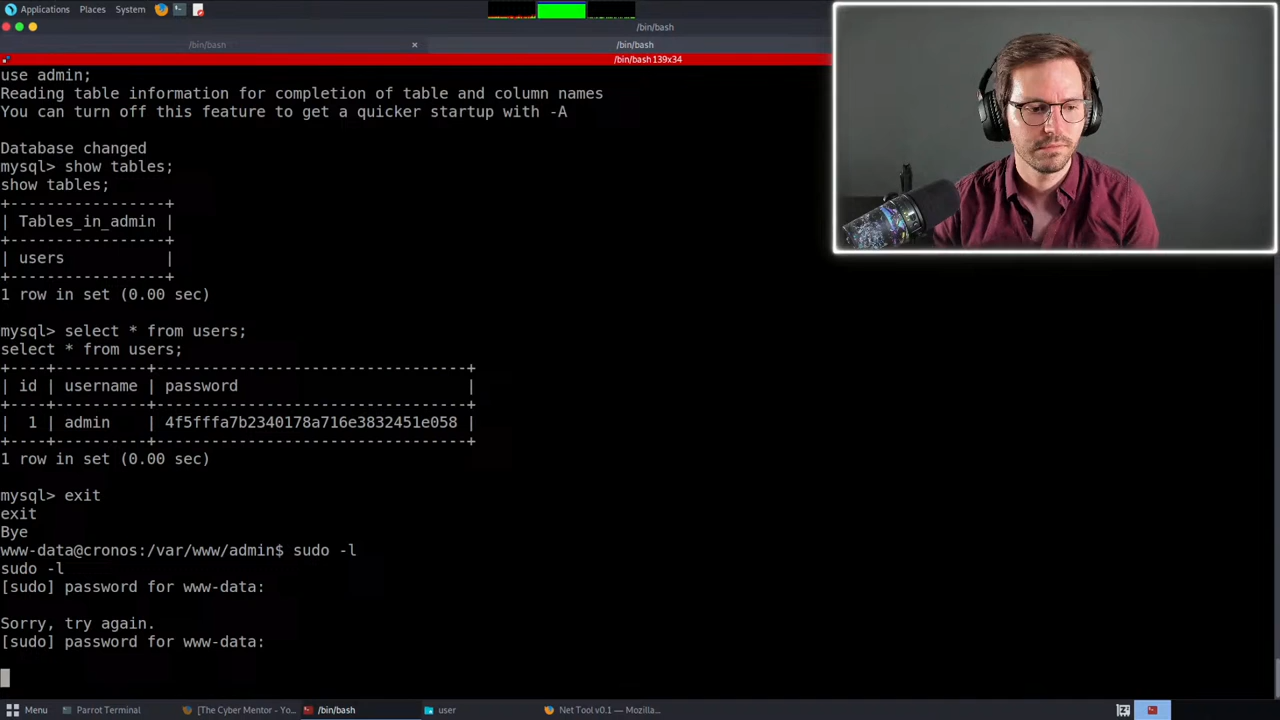 Applications Places System
/bin/bash
/bin/bash
/bin/bash
/bin/bash 139x34
use admin;
Reading table information for completion of table and column names
You can turn off this feature to get a quicker startup with -A
Database changed
mysql> show tables;
show tables;
+-----------------+
| Tables_in_admin |
+-----------------+
| users           |
+-----------------+
1 row in set (0.00 sec)
mysql> select * from users;
select * from users;
+----+----------+----------------------------------+
| id | username | password                         |
+----+----------+----------------------------------+
|  1 | admin    | 4f5fffa7b2340178a716e3832451e058 |
+----+----------+----------------------------------+
1 row in set (0.00 sec)
mysql> exit
exit
Bye
www-data@cronos:/var/www/admin$ sudo -l
sudo -l
[sudo] password for www-data:
Sorry, try again.
[sudo] password for www-data:
Menu Parrot Terminal [The Cyber Mentor - Yo... /bin/bash user Net Tool v0.1 — Mozilla...